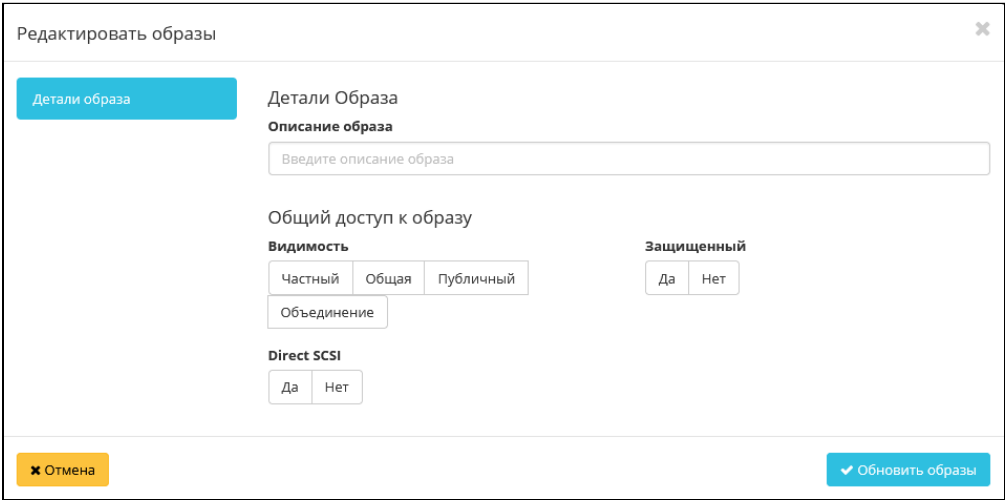 Редактировать образы
Детали образа
Детали Образа
Описание образа
Введите описание образа
Общий доступ к образу
Видимость
Частный Общая Публичный
Объединение
Защищенный
Да Нет
Direct SCSI
Да Нет
Отмена
Обновить образы